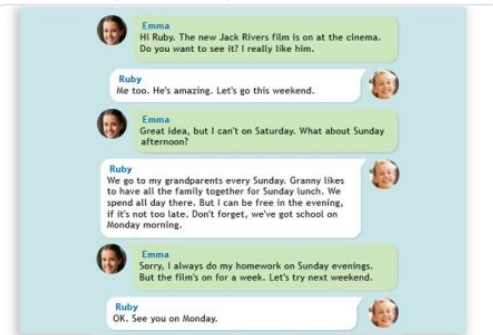 Emma
Hi Ruby. The new Jack Rivers film is on at the cinema.
Do you want to see it? I really like him.
Ruby
Me too. He's amazing. Let's go this weekend.
Emma
Great idea, but I can't on Saturday. What about Sunday
afternoon?
Ruby
We go to my grandparents every Sunday. Granny likes
to have all the family together for Sunday lunch. We
spend all day there. But I can be free in the evening,
if it's not too late. Don't forget, we've got school on
Monday morning.
Emma
Sorry, I always do my homework on Sunday evenings.
But the film's on for a week. Let's try next weekend.
Ruby
OK. See you on Monday.